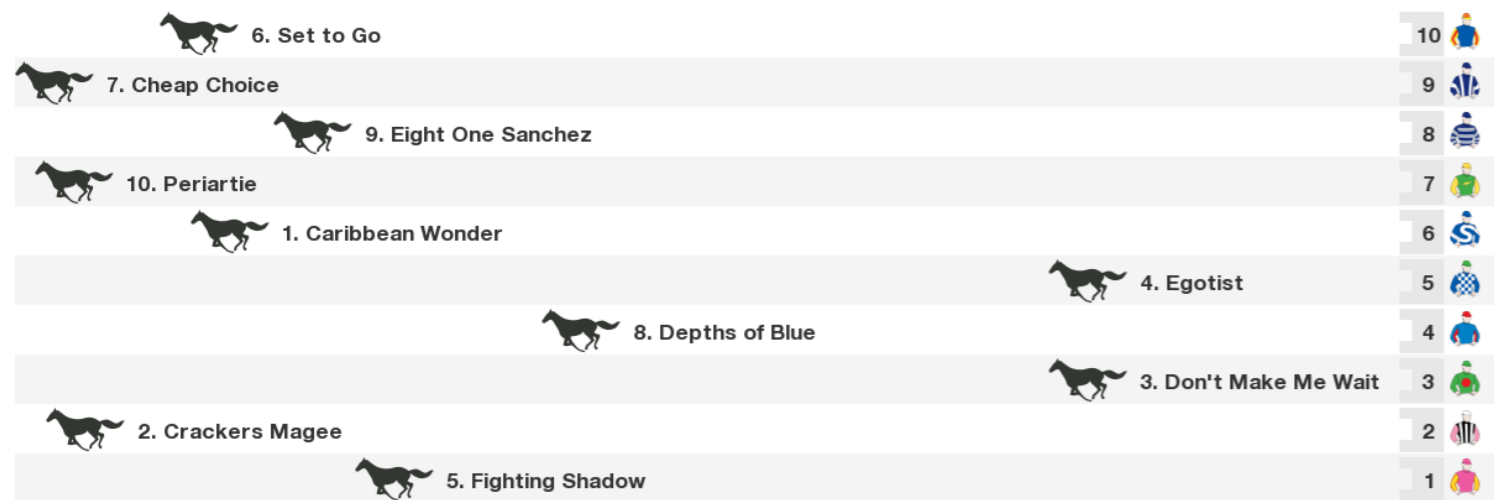 6. Set to Go 10
7. Cheap Choice 9
9. Eight One Sanchez 8
10. Periartie 7
1. Caribbean Wonder 6
4. Egotist 5
8. Depths of Blue 4
3. Don't Make Me Wait 3
2. Crackers Magee 2
5. Fighting Shadow 1